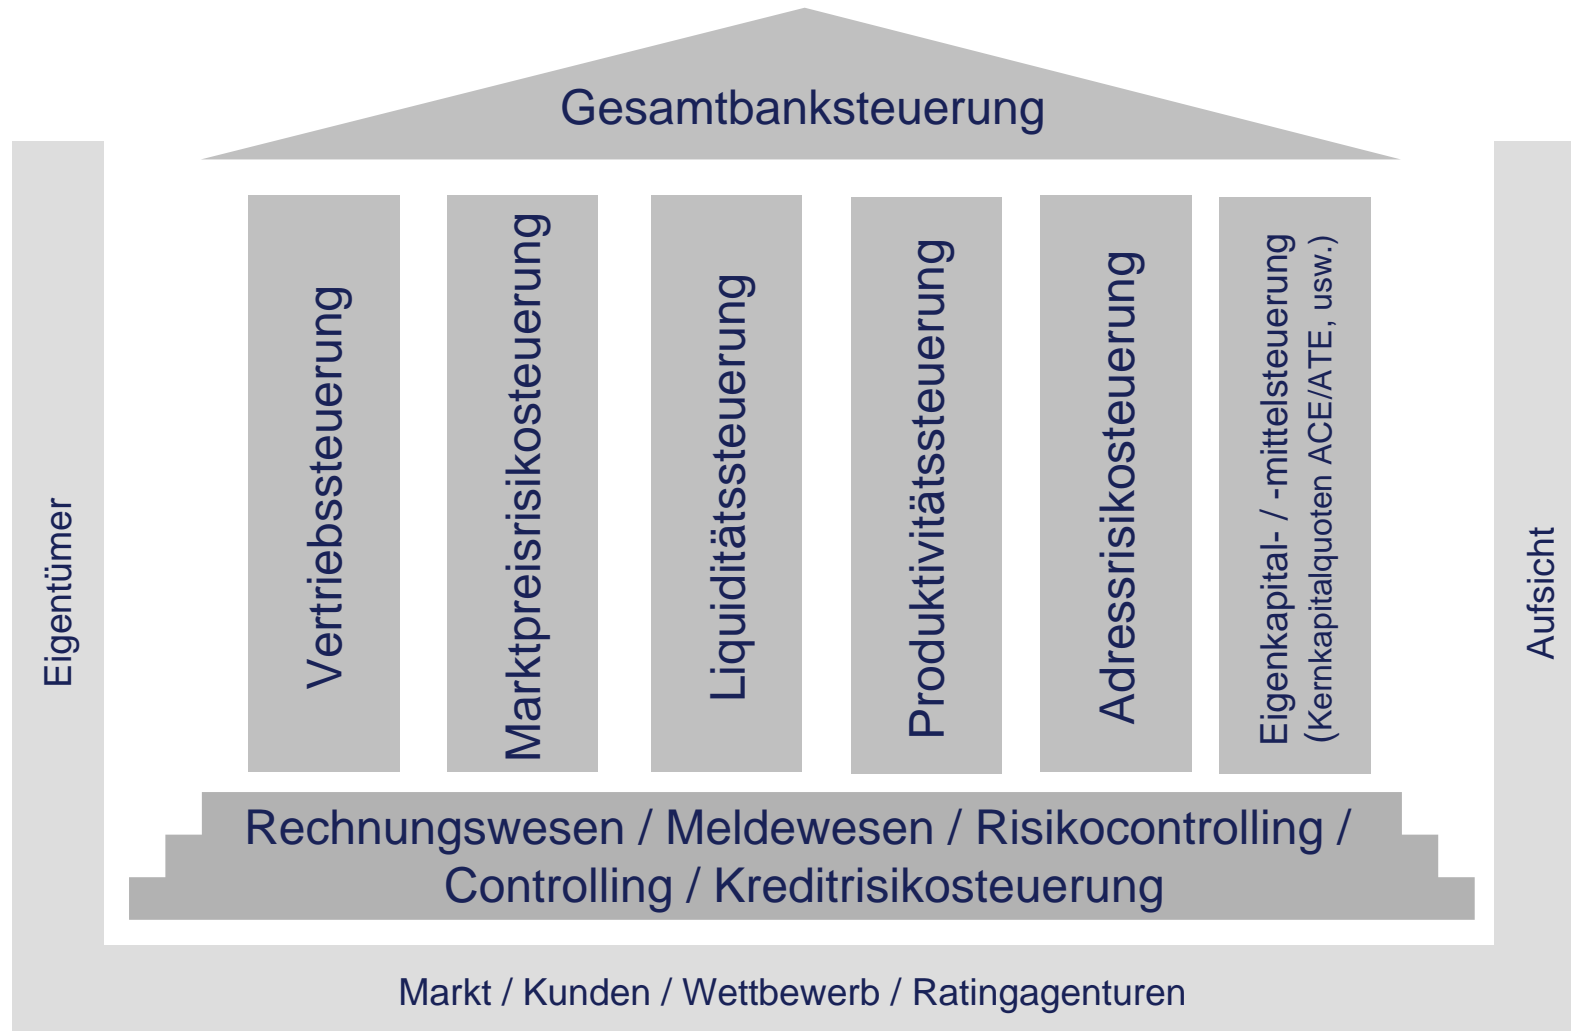 Gesamtbanksteuerung
Eigentümer
Vertriebssteuerung
Marktpreisrisikosteuerung
Liquiditätssteuerung
Produktivitätssteuerung
Adressrisikosteuerung
Eigenkapital- / -mittelsteuerung
(Kernkapitalquoten ACE/ATE, usw.)
Aufsicht
Rechnungswesen / Meldewesen / Risikocontrolling /
Controlling / Kreditrisikosteuerung
Markt / Kunden / Wettbewerb / Ratingagenturen